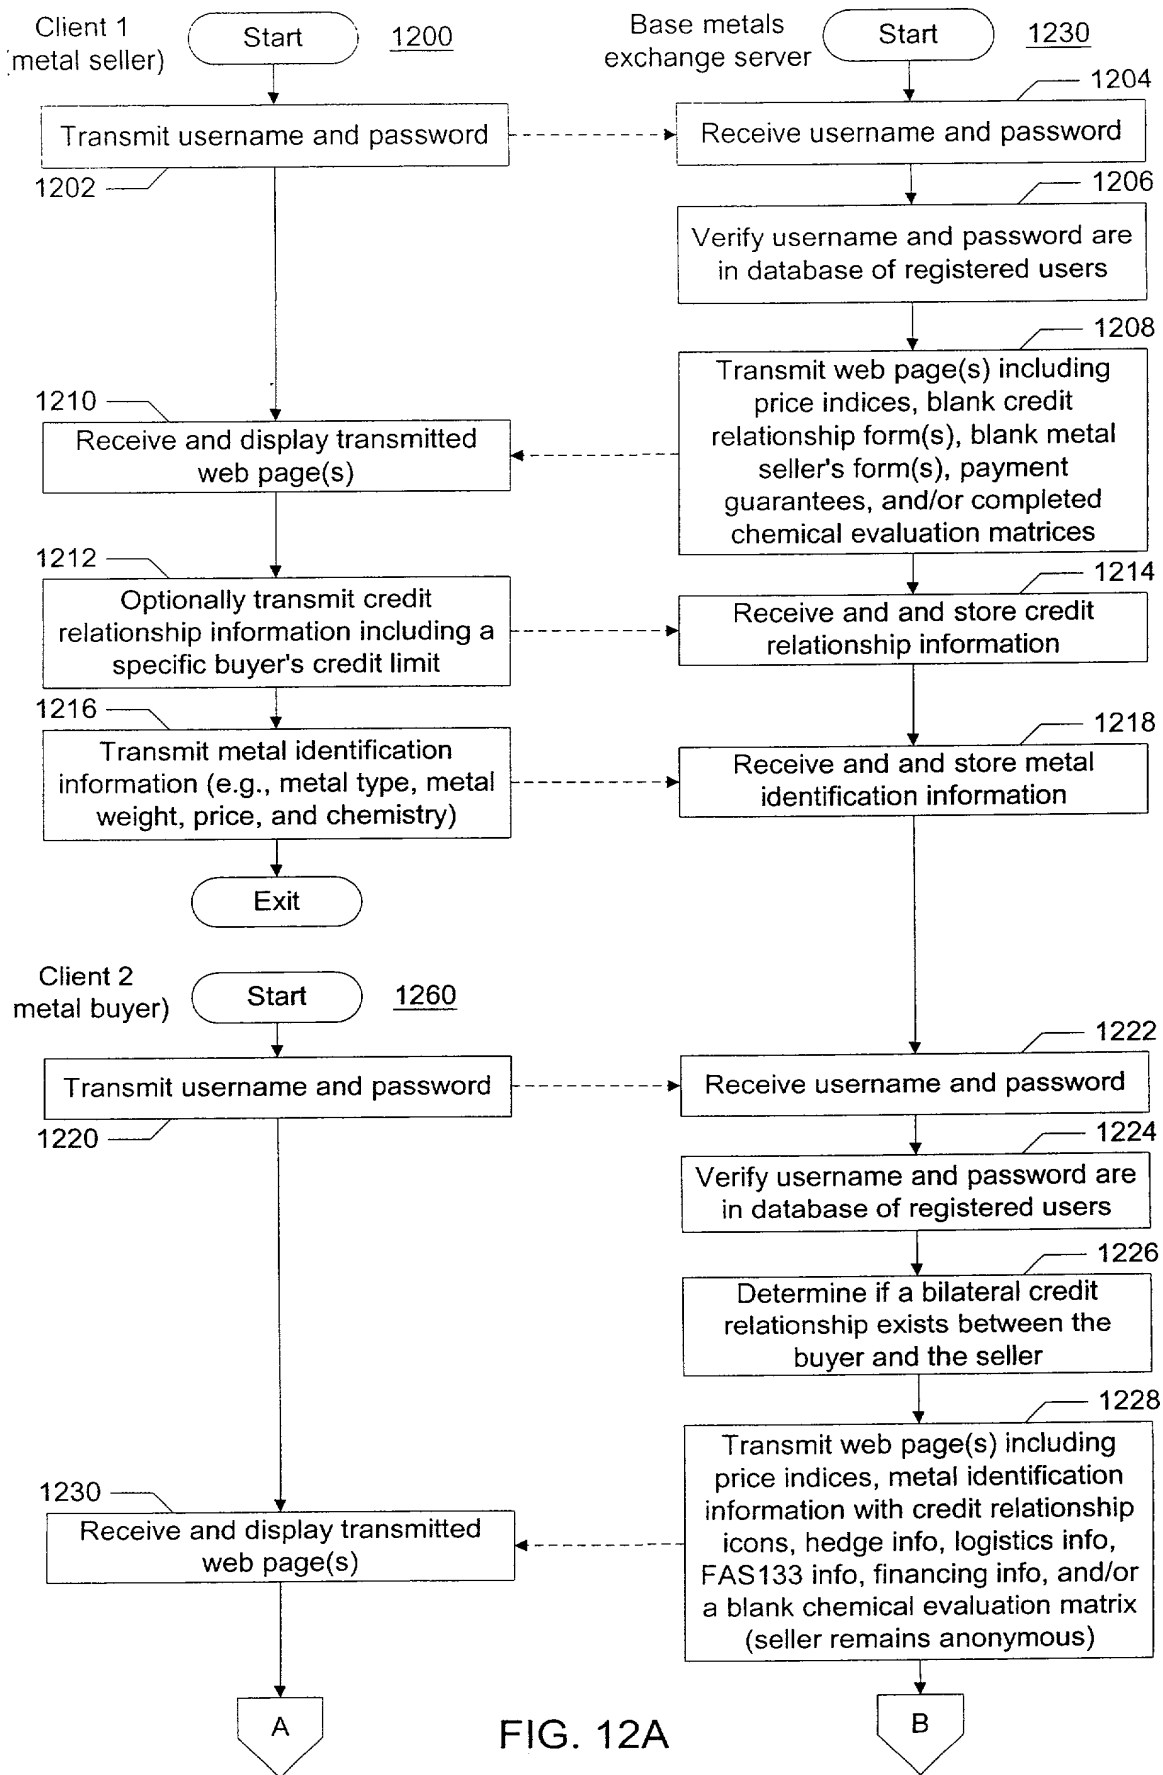 Client 1
(metal seller)
Start
1200
Base metals
exchange server
Start
1230
1204
Transmit username and password
Receive username and password
1202
1206
Verify username and password are
in database of registered users
1208
Transmit web page(s) including
price indices, blank credit
relationship form(s), blank metal
seller's form(s), payment
guarantees, and/or completed
chemical evaluation matrices
1210
Receive and display transmitted
web page(s)
1212
Optionally transmit credit
relationship information including a
specific buyer's credit limit
1214
Receive and and store credit
relationship information
1216
Transmit metal identification
information (e.g., metal type, metal
weight, price, and chemistry)
1218
Receive and and store metal
identification information
Exit
Client 2
metal buyer)
Start
1260
1222
Transmit username and password
Receive username and password
1220
1224
Verify username and password are
in database of registered users
1226
Determine if a bilateral credit
relationship exists between the
buyer and the seller
1228
Transmit web page(s) including
price indices, metal identification
information with credit relationship
icons, hedge info, logistics info,
FAS133 info, financing info, and/or
a blank chemical evaluation matrix
(seller remains anonymous)
1230
Receive and display transmitted
web page(s)
A
FIG. 12A
B